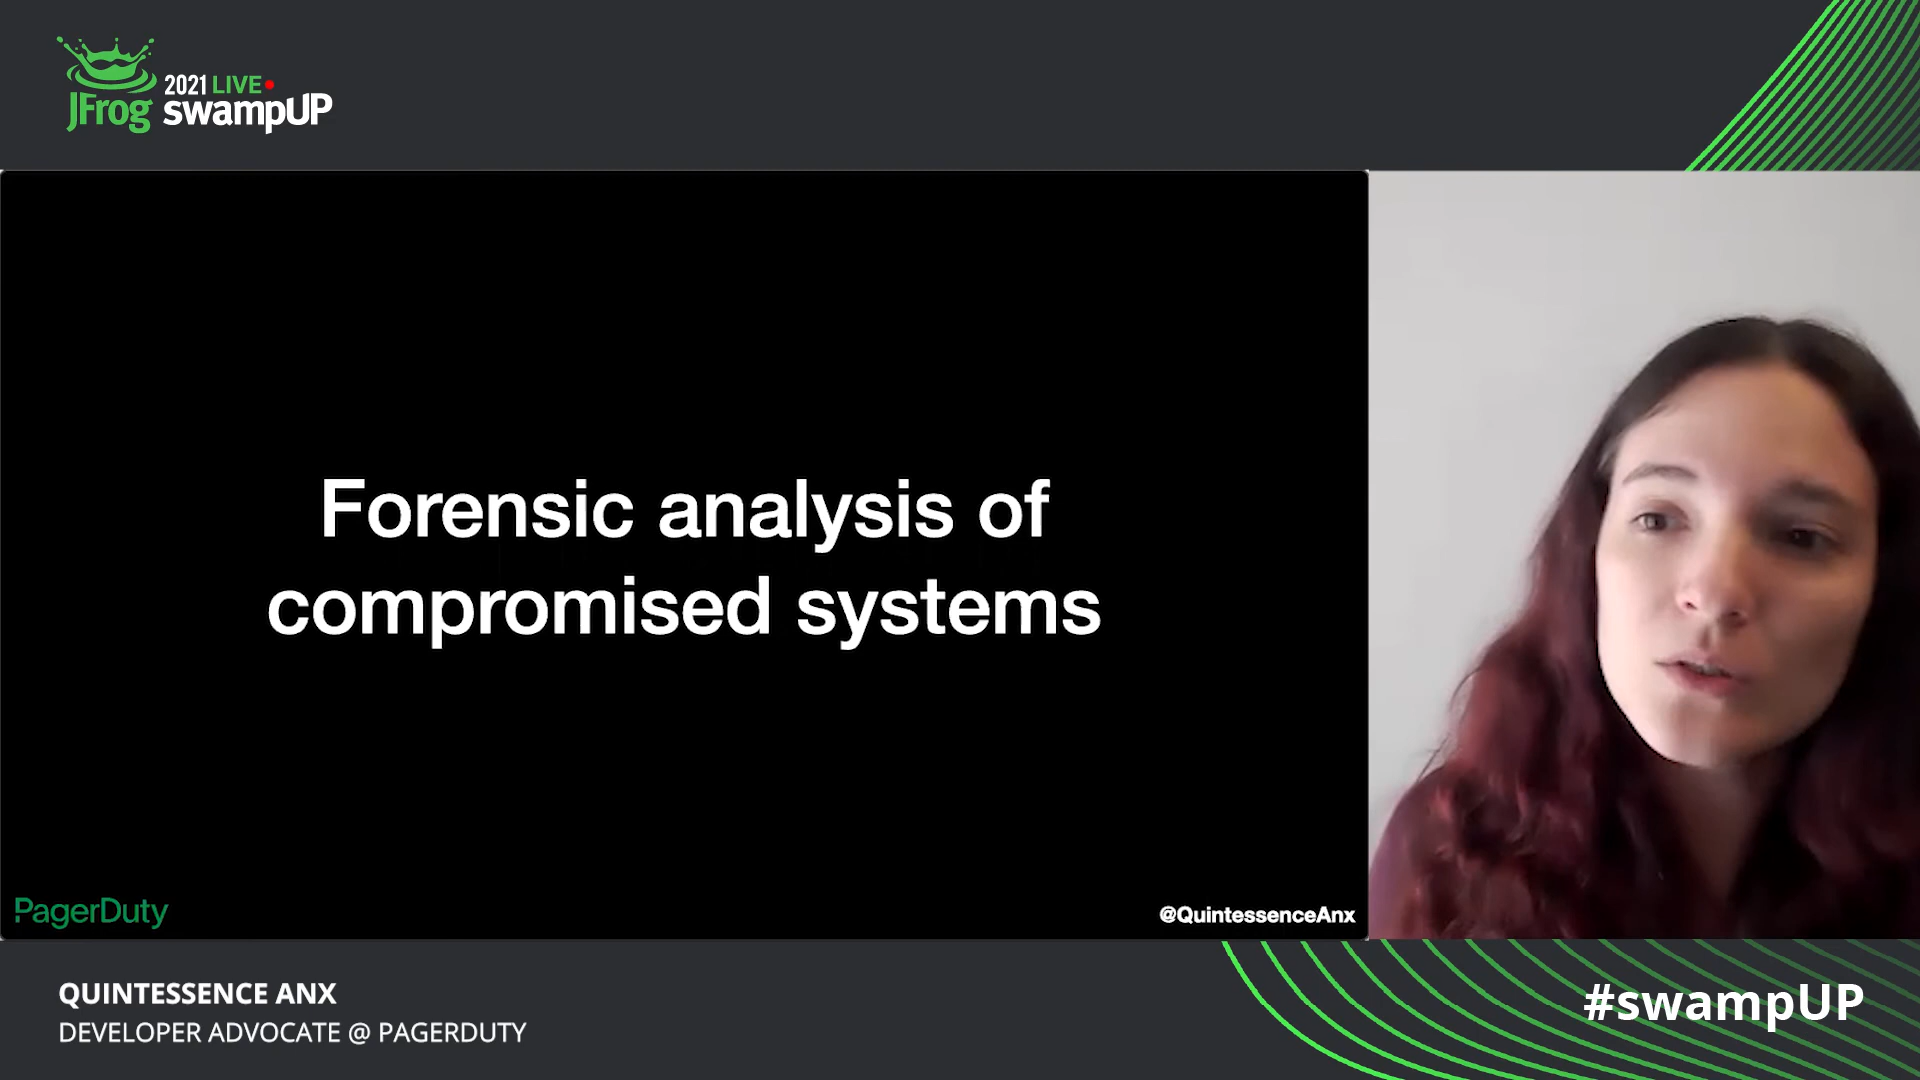 2021 LIVE
JFrog swampUP
Forensic analysis of
compromised systems
PagerDuty
@QuintessenceAnx
QUINTESSENCE ANX
DEVELOPER ADVOCATE @ PAGERDUTY
#swampUP